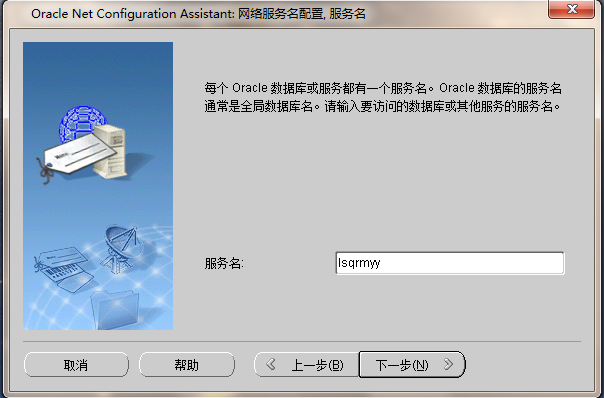 Oracle Net Configuration Assistant: 网络服务名配置, 服务名
每个 Oracle 数据库或服务都有一个服务名。Oracle 数据库的服务名
通常是全局数据库名。请输入要访问的数据库或其他服务的服务名。
服务名: lsqrmyy
取消 帮助 上一步(B) 下一步(N)